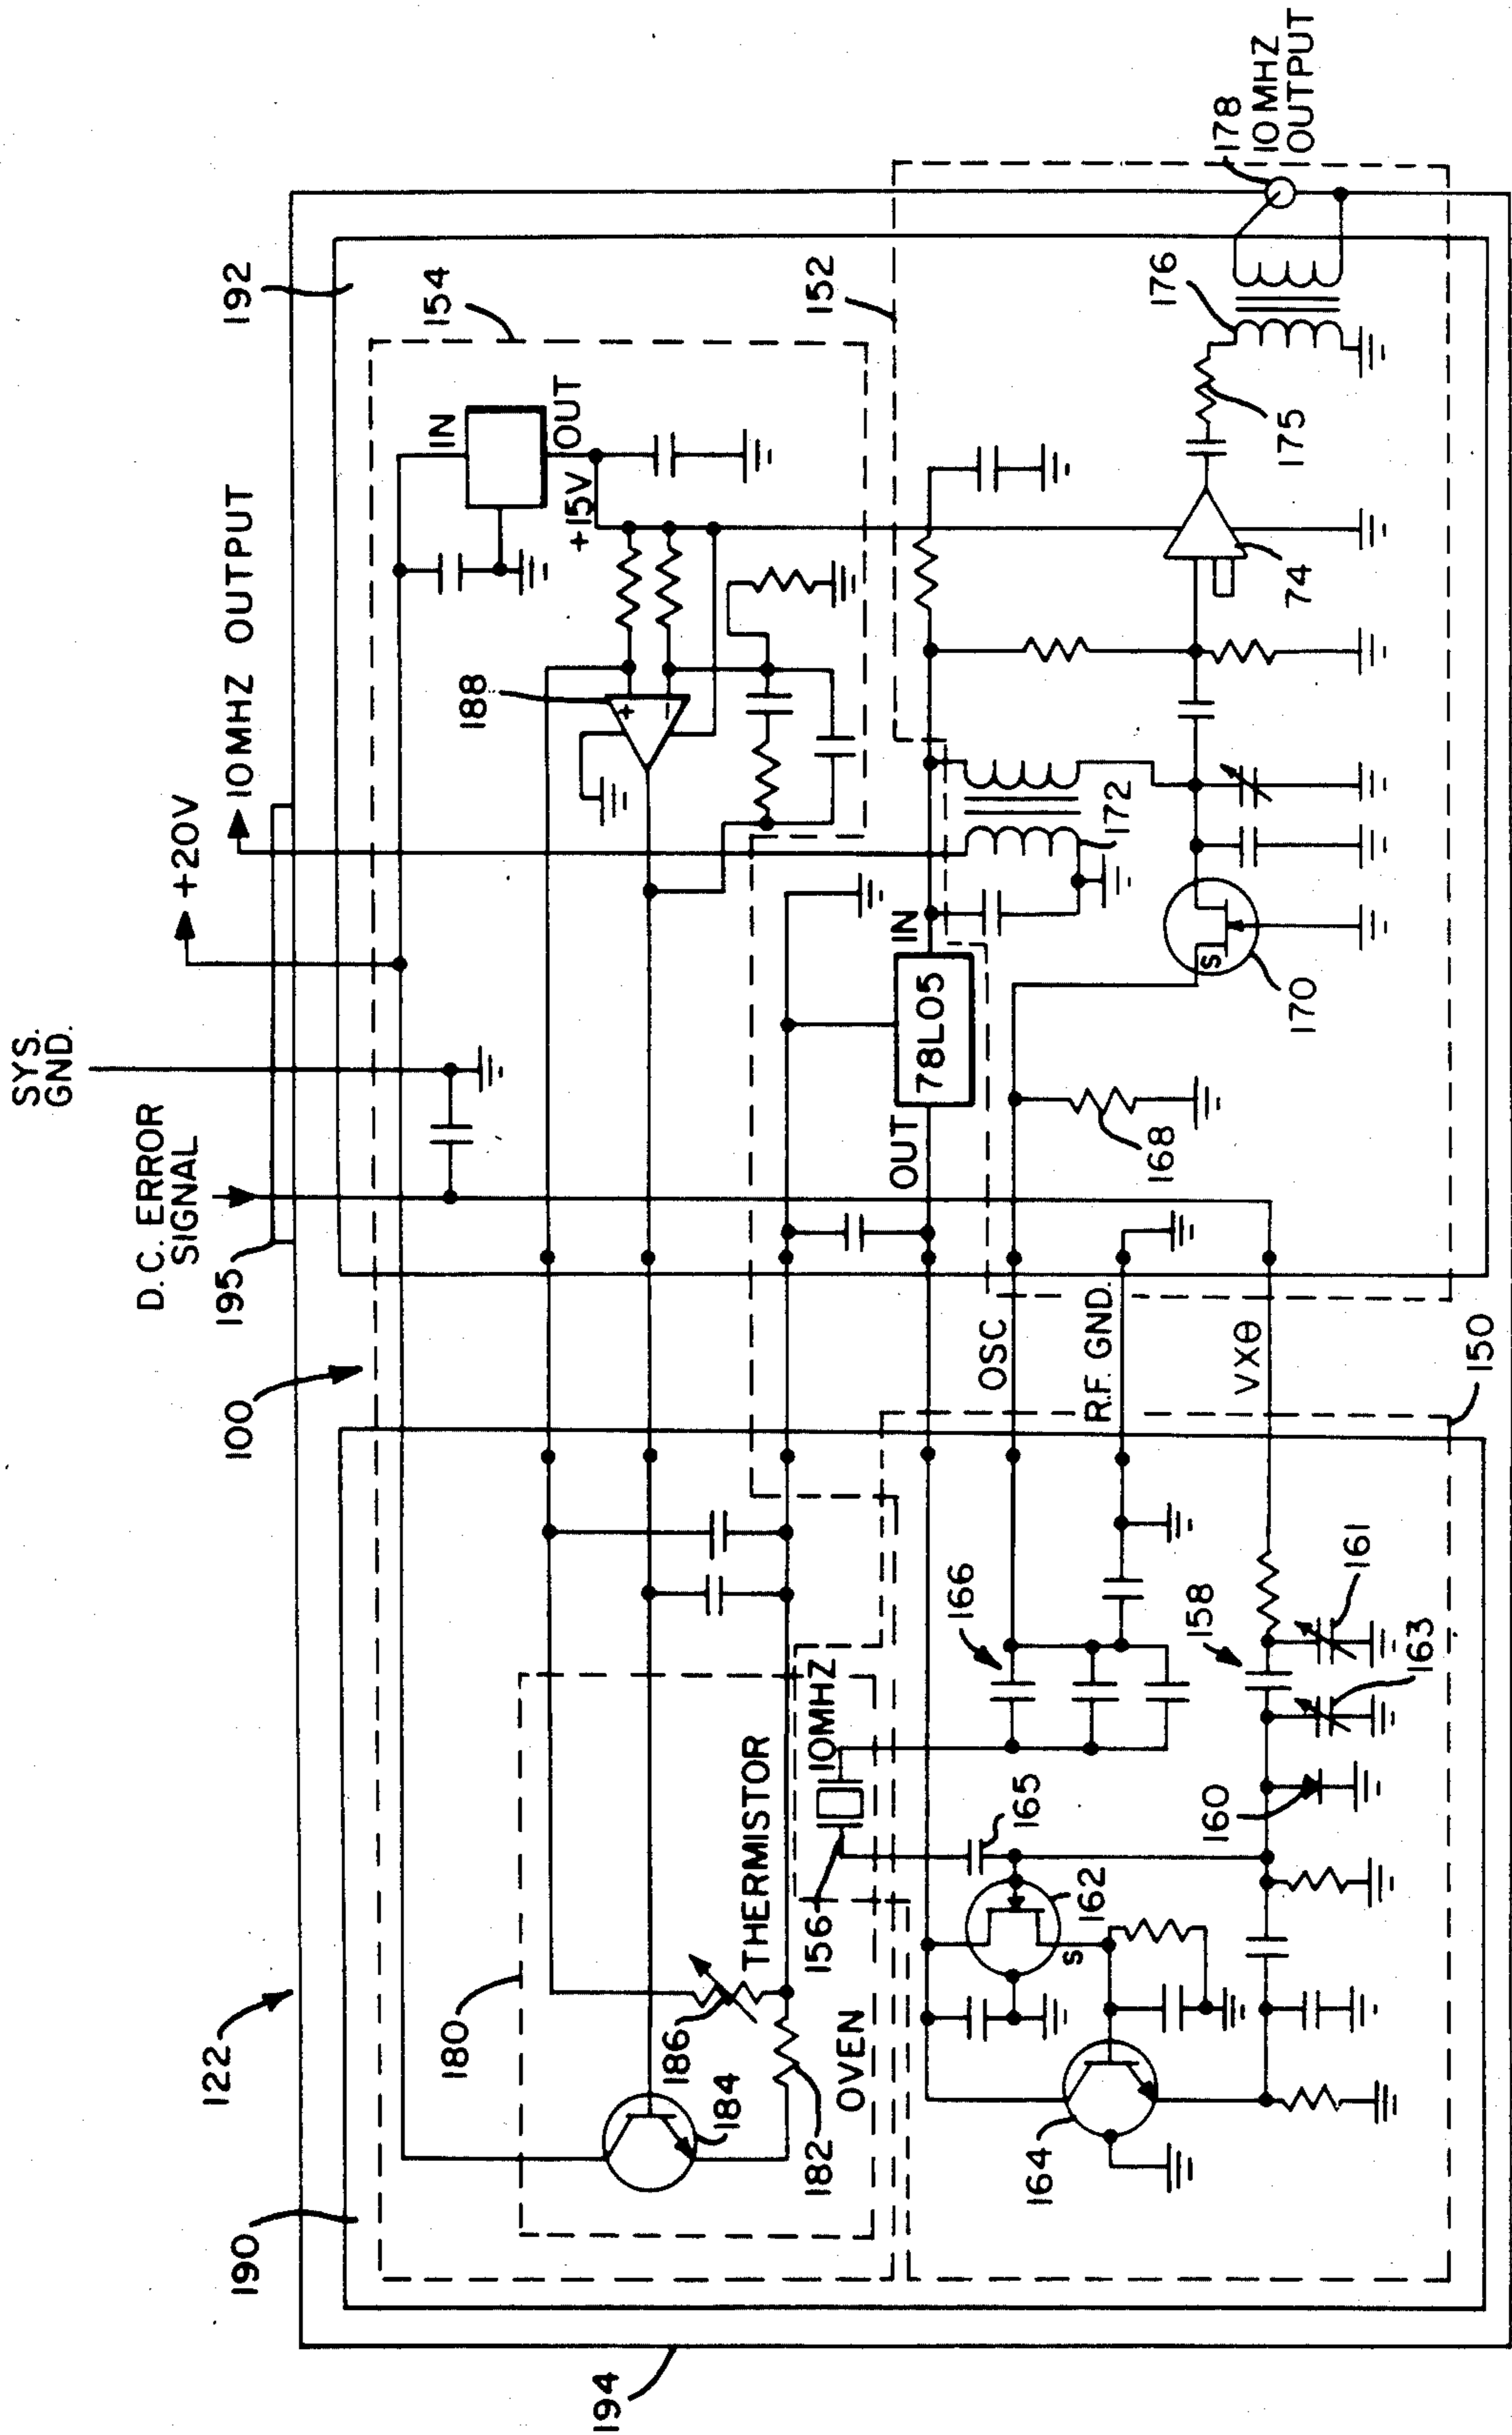 SYS.
GND.
D.C. ERROR
SIGNAL
+20V
10MHZ OUTPUT
195
100
122
190
194
192
154
IN
OUT
+15V
188
+
−
180
THERMISTOR
186
184
182
OVEN
10MHZ
156
152
IN
78L05
OUT
172
OSC
R.F. GND.
VXθ
150
168
S
170
74
175
176
178
10MHZ
OUTPUT
166
165
162
S
164
160
158
161
163